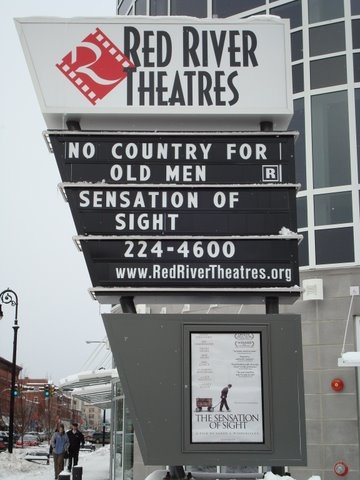 RED RIVER
THEATRES
NO COUNTRY FOR
OLD MEN R
SENSATION OF
SIGHT
224-4600
www.RedRiverTheatres.org
THE SENSATION
OF SIGHT